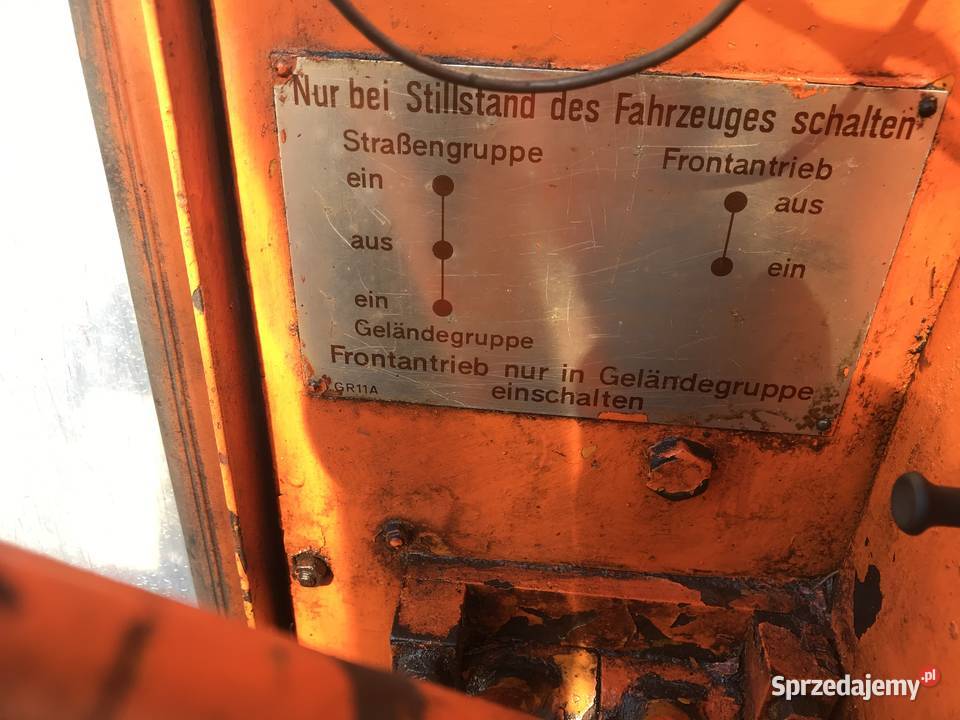 Nur bei Stillstand des Fahrzeuges schalten
Straßengruppe
ein
aus
ein
Geländegruppe
Frontantrieb
aus
ein
Frontantrieb nur in Geländegruppe
einschalten
GR11A
Sprzedajemy.pl